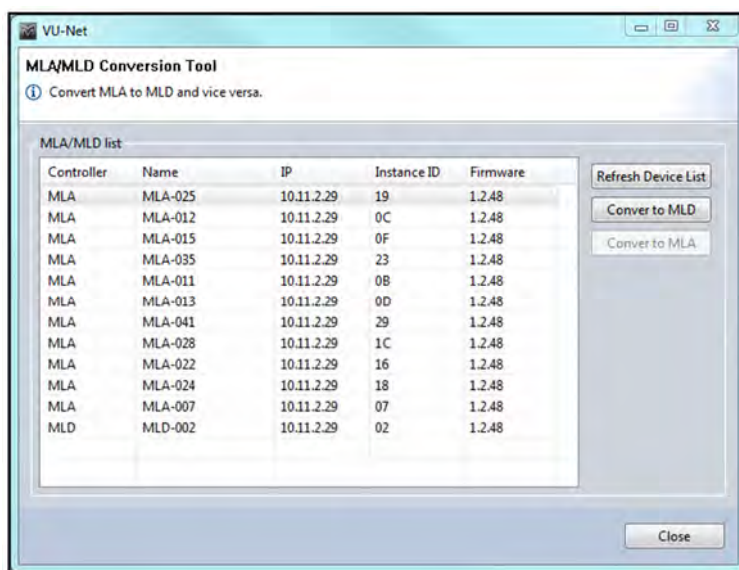 VU-Net
MLA/MLD Conversion Tool
Convert MLA to MLD and vice versa.
MLA/MLD list
Controller Name IP Instance ID Firmware
MLA MLA-025 10.11.2.29 19 1.2.48
MLA MLA-012 10.11.2.29 0C 1.2.48
MLA MLA-015 10.11.2.29 0F 1.2.48
MLA MLA-035 10.11.2.29 23 1.2.48
MLA MLA-011 10.11.2.29 0B 1.2.48
MLA MLA-013 10.11.2.29 0D 1.2.48
MLA MLA-041 10.11.2.29 29 1.2.48
MLA MLA-028 10.11.2.29 1C 1.2.48
MLA MLA-022 10.11.2.29 16 1.2.48
MLA MLA-024 10.11.2.29 18 1.2.48
MLA MLA-007 10.11.2.29 07 1.2.48
MLD MLD-002 10.11.2.29 02 1.2.48
Refresh Device List
Conver to MLD
Conver to MLA
Close